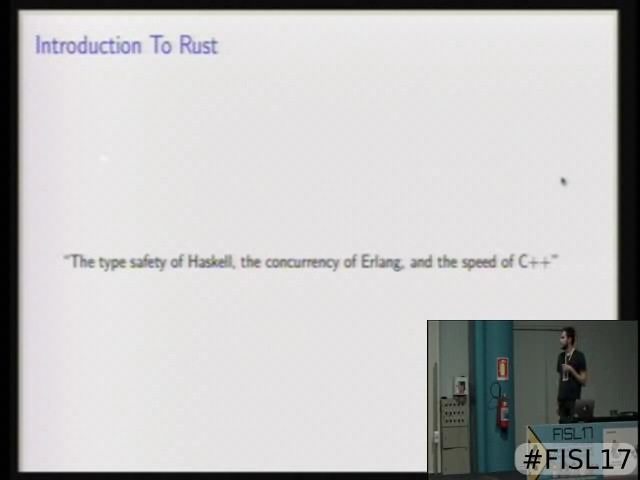 Introduction To Rust
“The type safety of Haskell, the concurrency of Erlang, and the speed of C++”
FISL17
#FISL17